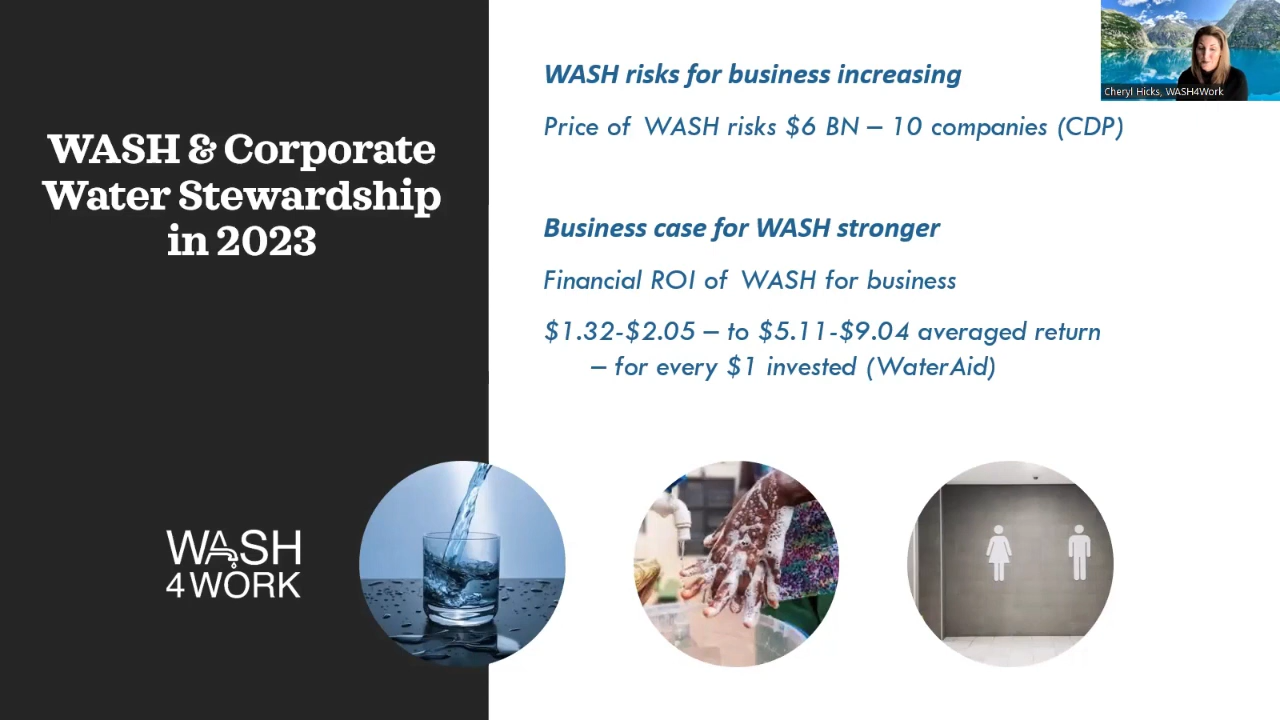 WASH & Corporate
Water Stewardship
in 2023
WASH risks for business increasing
Price of WASH risks $6 BN – 10 companies (CDP)
Business case for WASH stronger
Financial ROI of WASH for business
$1.32-$2.05 – to $5.11-$9.04 averaged return
– for every $1 invested (WaterAid)
Cheryl Hicks, WASH4Work
WASH
4WORK